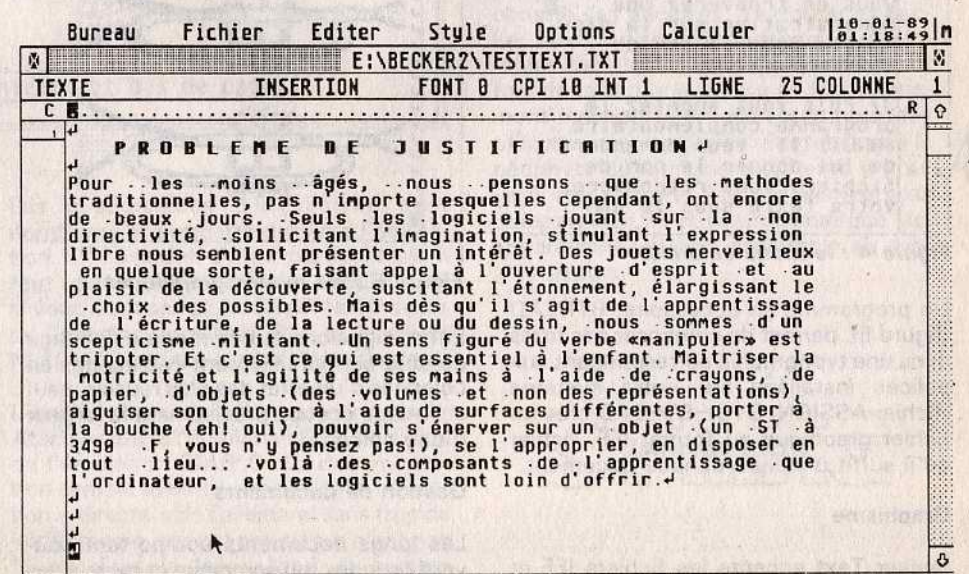 Bureau Fichier Editer Style Options Calculer 10-01-89
01:18:49
E:\BECKER2\TESTTEXT.TXT
TEXTE INSERTION FONT 0 CPI 10 INT 1 LIGNE 25 COLONNE 1
C R
1
PROBLEME DE JUSTIFICATION
Pour les moins âgés, nous pensons que les methodes
traditionnelles, pas n'importe lesquelles cependant, ont encore
de beaux jours. Seuls les logiciels jouant sur la non
directivité, sollicitant l'imagination, stimulant l'expression
libre nous semblent présenter un intérêt. Des jouets merveilleux
en quelque sorte, faisant appel à l'ouverture d'esprit et au
plaisir de la découverte, suscitant l'étonnement, élargissant le
choix des possibles. Mais dès qu'il s'agit de l'apprentissage
de l'écriture, de la lecture ou du dessin, nous sommes d'un
scepticisme militant. Un sens figuré du verbe «manipuler» est
tripoter. Et c'est ce qui est essentiel à l'enfant. Maitriser la
motricité et l'agilité de ses mains à l'aide de crayons, de
papier, d'objets (des volumes et non des représentations),
aiguiser son toucher à l'aide de surfaces différentes, porter à
la bouche (eh! oui), pouvoir s'énerver sur un objet (un ST à
3490 F, vous n'y pensez pas!), se l'approprier, en disposer en
tout lieu... voilà des composants de l'apprentissage que
l'ordinateur, et les logiciels sont loin d'offrir.